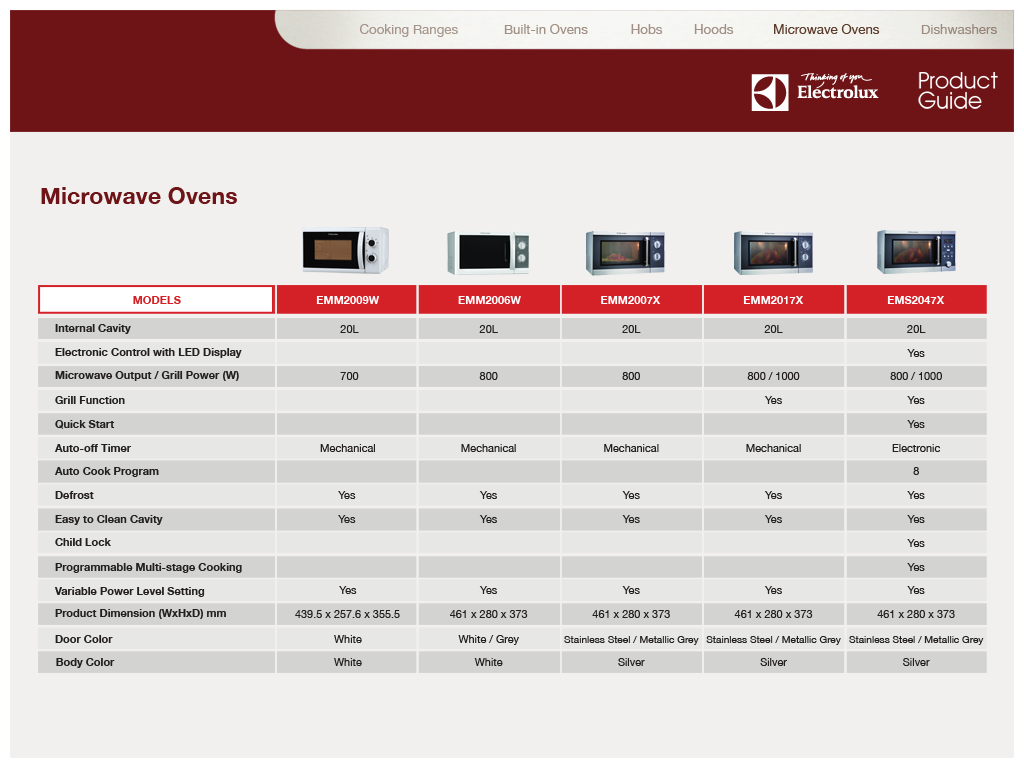 Cooking Ranges Built-in Ovens Hobs Hoods Microwave Ovens Dishwashers
Thinking of you
Electrolux
Product
Guide
Microwave Ovens
MODELS EMM2009W EMM2006W EMM2007X EMM2017X EMS2047X
Internal Cavity 20L 20L 20L 20L 20L
Electronic Control with LED Display Yes
Microwave Output / Grill Power (W) 700 800 800 800 / 1000 800 / 1000
Grill Function Yes Yes
Quick Start Yes
Auto-off Timer Mechanical Mechanical Mechanical Mechanical Electronic
Auto Cook Program 8
Defrost Yes Yes Yes Yes Yes
Easy to Clean Cavity Yes Yes Yes Yes Yes
Child Lock Yes
Programmable Multi-stage Cooking Yes
Variable Power Level Setting Yes Yes Yes Yes Yes
Product Dimension (WxHxD) mm 439.5 x 257.6 x 355.5 461 x 280 x 373 461 x 280 x 373 461 x 280 x 373 461 x 280 x 373
Door Color White White / Grey Stainless Steel / Metallic Grey Stainless Steel / Metallic Grey Stainless Steel / Metallic Grey
Body Color White White Silver Silver Silver